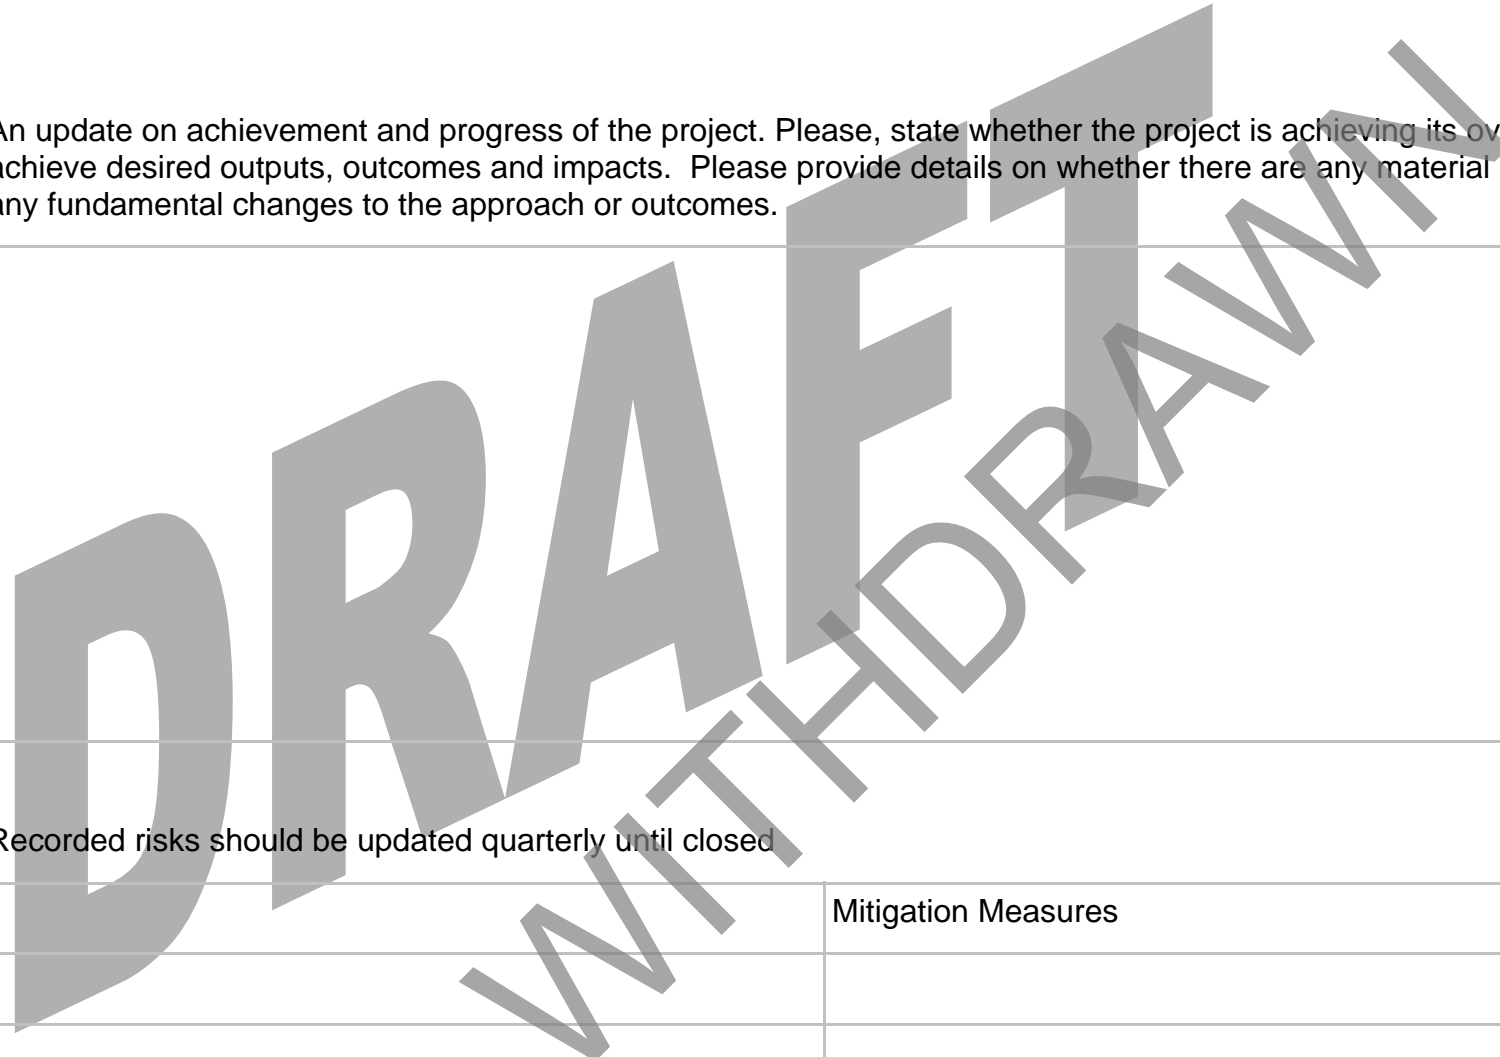 An update on achievement and progress of the project. Please, state whether the project is achieving its
achieve desired outputs, outcomes and impacts.  Please provide details on whether there are any material
any fundamental changes to the approach or outcomes.
Recorded risks should be updated quarterly until closed
Mitigation Measures
DRAFT
WITHDRAWN